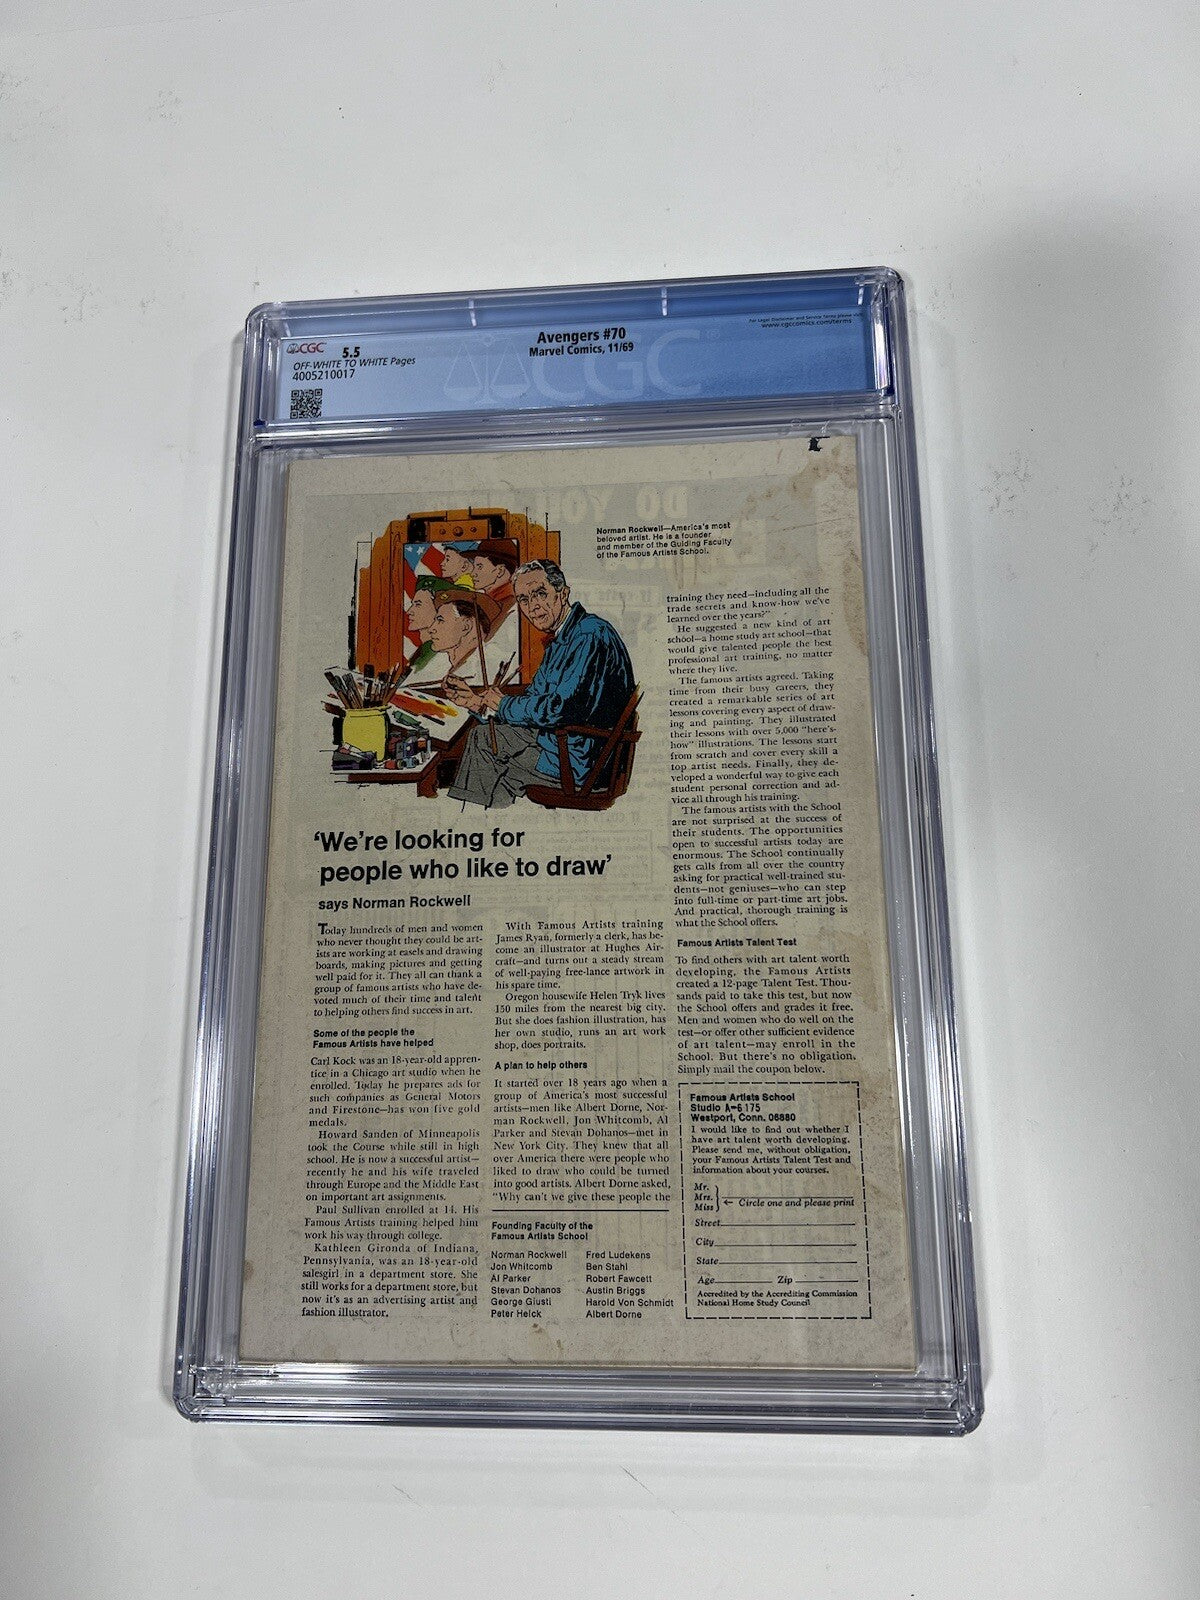 Avengers #70
Marvel Comics, 11/69
www.cgccomics.com/terms
CGC 5.5
OFF-WHITE TO WHITE Pages
4005210017
CGC
Norman Rockwell—America's most
beloved artist. He is a founder
and member of the Guiding Faculty
of the Famous Artists School.
'We're looking for
people who like to draw'
says Norman Rockwell
Today hundreds of men and women
who never thought they could be art-
ists are working at easels and drawing
boards, making pictures and getting
well paid for it. They all can thank a
group of famous artists who have de-
voted much of their time and talent
to helping others find success in art.
Some of the people the
Famous Artists have helped
Carl Kock was an 18-year-old appren-
tice in a Chicago art studio when he
enrolled. Today he prepares ads for
such companies as General Motors
and Firestone—has won five gold
medals.
Howard Sanden of Minneapolis
took the Course while still in high
school. He is now a successful artist—
recently he and his wife traveled
through Europe and the Middle East
on important art assignments.
Paul Sullivan enrolled at 14. His
Famous Artists training helped him
work his way through college.
Kathleen Gironda of Indiana,
Pennsylvania, was an 18-year-old
salesgirl in a department store. She
still works for a department store, but
now it's as an advertising artist and
fashion illustrator.
With Famous Artists training
James Ryan, formerly a clerk, has be-
come an illustrator at Hughes Air-
craft—and turns out a steady stream
of well-paying free-lance artwork in
his spare time.
Oregon housewife Helen Tryk lives
150 miles from the nearest big city.
But she does fashion illustration, has
her own studio, runs an art work
shop, does portraits.
A plan to help others
It started over 18 years ago when a
group of America's most successful
artists—men like Albert Dorne, Nor-
man Rockwell, Jon Whitcomb, Al
Parker and Stevan Dohanos—met in
New York City. They knew that all
over America there were people who
liked to draw who could be turned
into good artists. Albert Dorne asked,
"Why can't we give these people the
Founding Faculty of the
Famous Artists School
Norman Rockwell
Jon Whitcomb
Al Parker
Stevan Dohanos
George Giusti
Peter Helck
Fred Ludekens
Ben Stahl
Robert Fawcett
Austin Briggs
Harold Von Schmidt
Albert Dorne
training they need—including all the
trade secrets and know-how we've
learned over the years?"
He suggested a new kind of art
school—a home study art school—that
would give talented people the best
professional art training, no matter
where they live.
The famous artists agreed. Taking
time from their busy careers, they
created a remarkable series of art
lessons covering every aspect of draw-
ing and painting. They illustrated
their lessons with over 5,000 "here's-
how" illustrations. The lessons start
from scratch and cover every skill a
top artist needs. Finally, they de-
veloped a wonderful way to give each
student personal correction and ad-
vice all through his training.
The famous artists with the School
are not surprised at the success of
their students. The opportunities
open to successful artists today are
enormous. The School continually
gets calls from all over the country
asking for practical well-trained stu-
dents—not geniuses—who can step
into full-time or part-time art jobs.
And practical, thorough training is
what the School offers.
Famous Artists Talent Test
To find others with art talent worth
developing, the Famous Artists
created a 12-page Talent Test. Thou-
sands paid to take this test, but now
the School offers and grades it free.
Men and women who do well on the
test—or offer other sufficient evidence
of art talent—may enroll in the
School. But there's no obligation.
Simply mail the coupon below.
Famous Artists School
Studio A-6175
Westport, Conn. 06880
I would like to find out whether I
have art talent worth developing.
Please send me, without obligation,
your Famous Artists Talent Test and
information about your courses.
Mr.
Mrs.
Miss
Circle one and please print
Street
City
State
Age Zip
Accredited by the Accrediting Commission
National Home Study Council